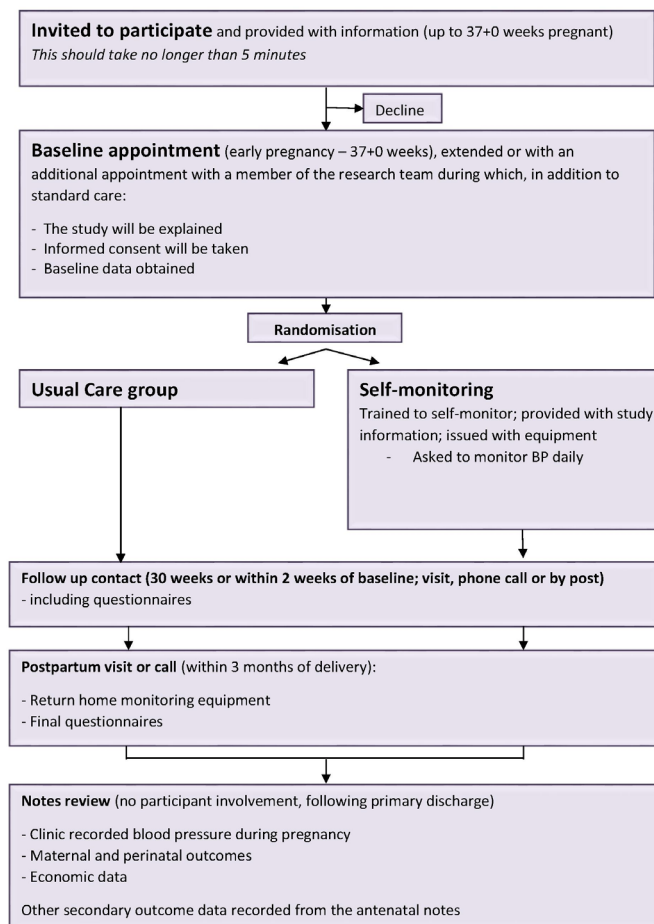 Invited to participate and provided with information (up to 37+0 weeks pregnant)
This should take no longer than 5 minutes
Decline
Baseline appointment (early pregnancy – 37+0 weeks), extended or with an
additional appointment with a member of the research team during which, in addition to
standard care:
- The study will be explained
- Informed consent will be taken
- Baseline data obtained
Randomisation
Usual Care group
Self-monitoring
Trained to self-monitor; provided with study
information; issued with equipment
- Asked to monitor BP daily
Follow up contact (30 weeks or within 2 weeks of baseline; visit, phone call or by post)
- including questionnaires
Postpartum visit or call (within 3 months of delivery):
- Return home monitoring equipment
- Final questionnaires
Notes review (no participant involvement, following primary discharge)
- Clinic recorded blood pressure during pregnancy
- Maternal and perinatal outcomes
- Economic data
Other secondary outcome data recorded from the antenatal notes